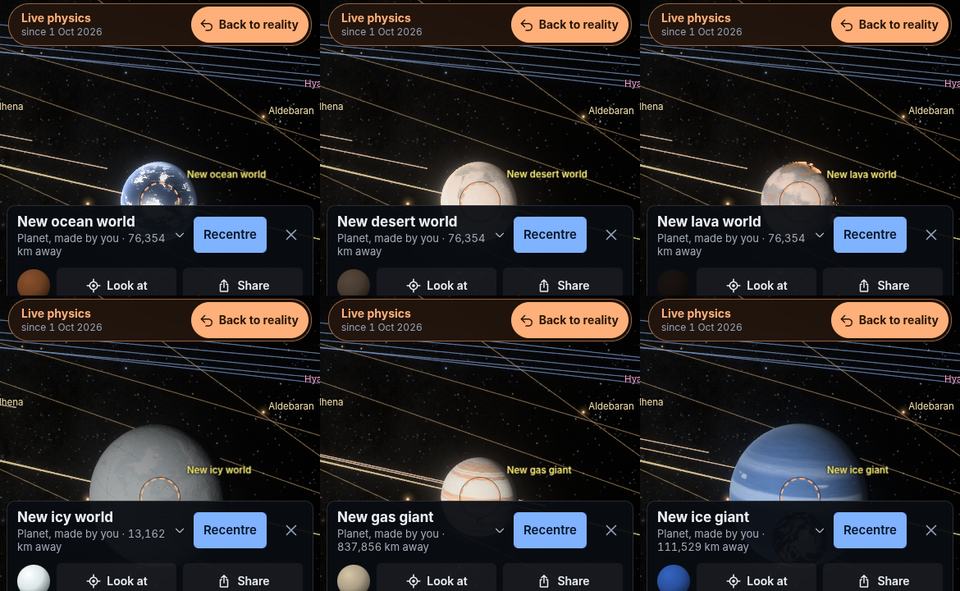 Live physics
since 1 Oct 2026
Back to reality
Aldebaran
New ocean world
New ocean world
Planet, made by you · 76,354
km away
Recentre
Look at
Share
Live physics
since 1 Oct 2026
Back to reality
Aldebaran
New desert world
New desert world
Planet, made by you · 76,354
km away
Recentre
Look at
Share
Live physics
since 1 Oct 2026
Back to reality
Aldebaran
New lava world
New lava world
Planet, made by you · 76,354
km away
Recentre
Look at
Share
Live physics
since 1 Oct 2026
Back to reality
Aldebaran
New icy world
New icy world
Planet, made by you · 13,162
km away
Recentre
Look at
Share
Live physics
since 1 Oct 2026
Back to reality
Aldebaran
New gas giant
New gas giant
Planet, made by you ·
837,856 km away
Recentre
Look at
Share
Live physics
since 1 Oct 2026
Back to reality
Aldebaran
New ice giant
New ice giant
Planet, made by you ·
111,529 km away
Recentre
Look at
Share